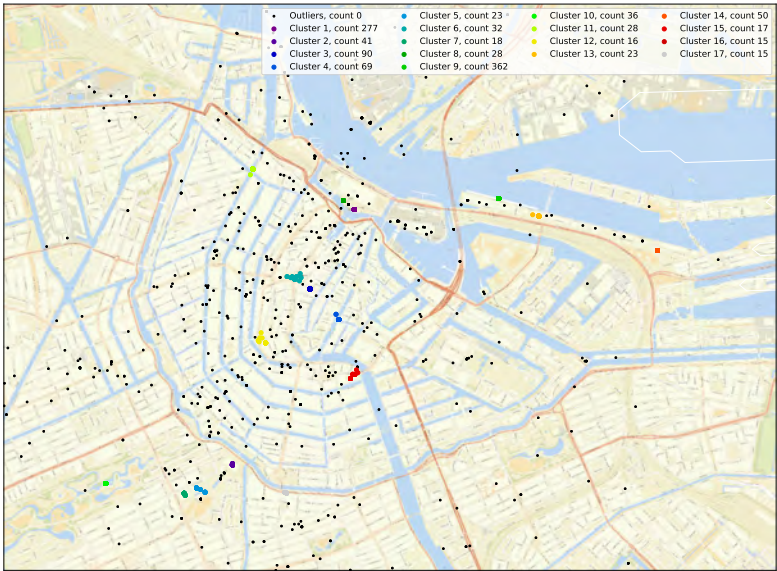 Outliers, count 0
Cluster 1, count 277
Cluster 2, count 41
Cluster 3, count 90
Cluster 4, count 69
Cluster 5, count 23
Cluster 6, count 32
Cluster 7, count 18
Cluster 8, count 28
Cluster 9, count 362
Cluster 10, count 36
Cluster 11, count 28
Cluster 12, count 16
Cluster 13, count 23
Cluster 14, count 50
Cluster 15, count 17
Cluster 16, count 15
Cluster 17, count 15